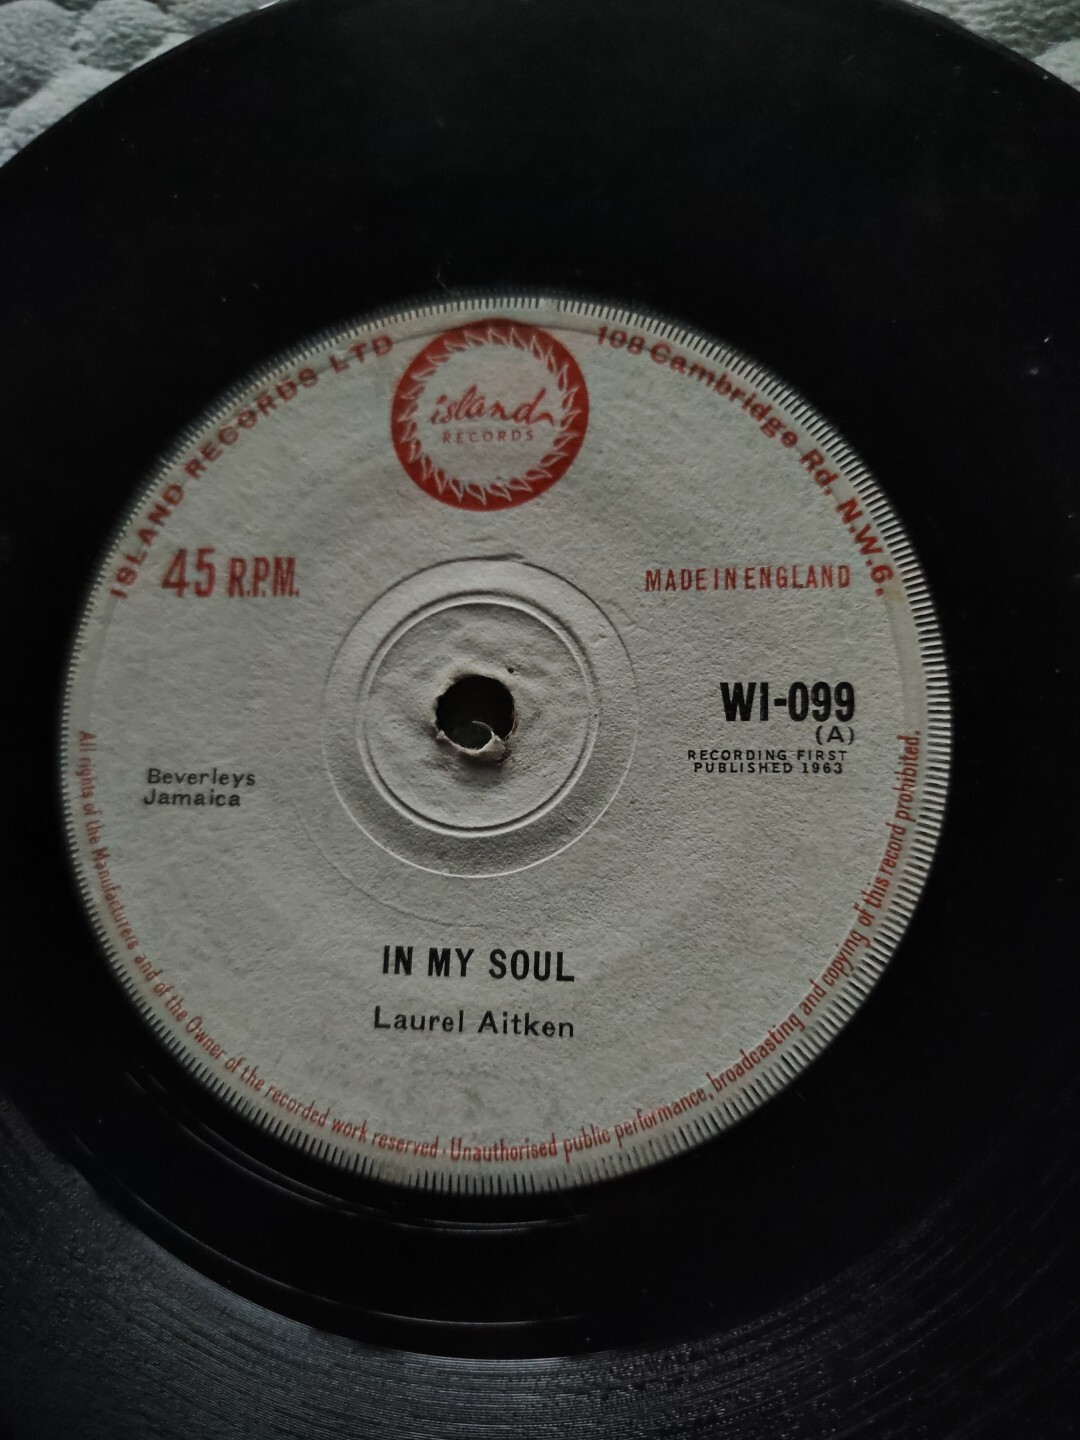 ISLAND RECORDS LTD
108 Cambridge Rd. N.W.6.
island
RECORDS
45 R.P.M.
MADE IN ENGLAND
WI-099
(A)
RECORDING FIRST
PUBLISHED 1963
Beverleys
Jamaica
IN MY SOUL
Laurel Aitken
All rights of the Manufacturers and of the Owner of the recorded work reserved · Unauthorised public performance, broadcasting and copying of this record prohibited.